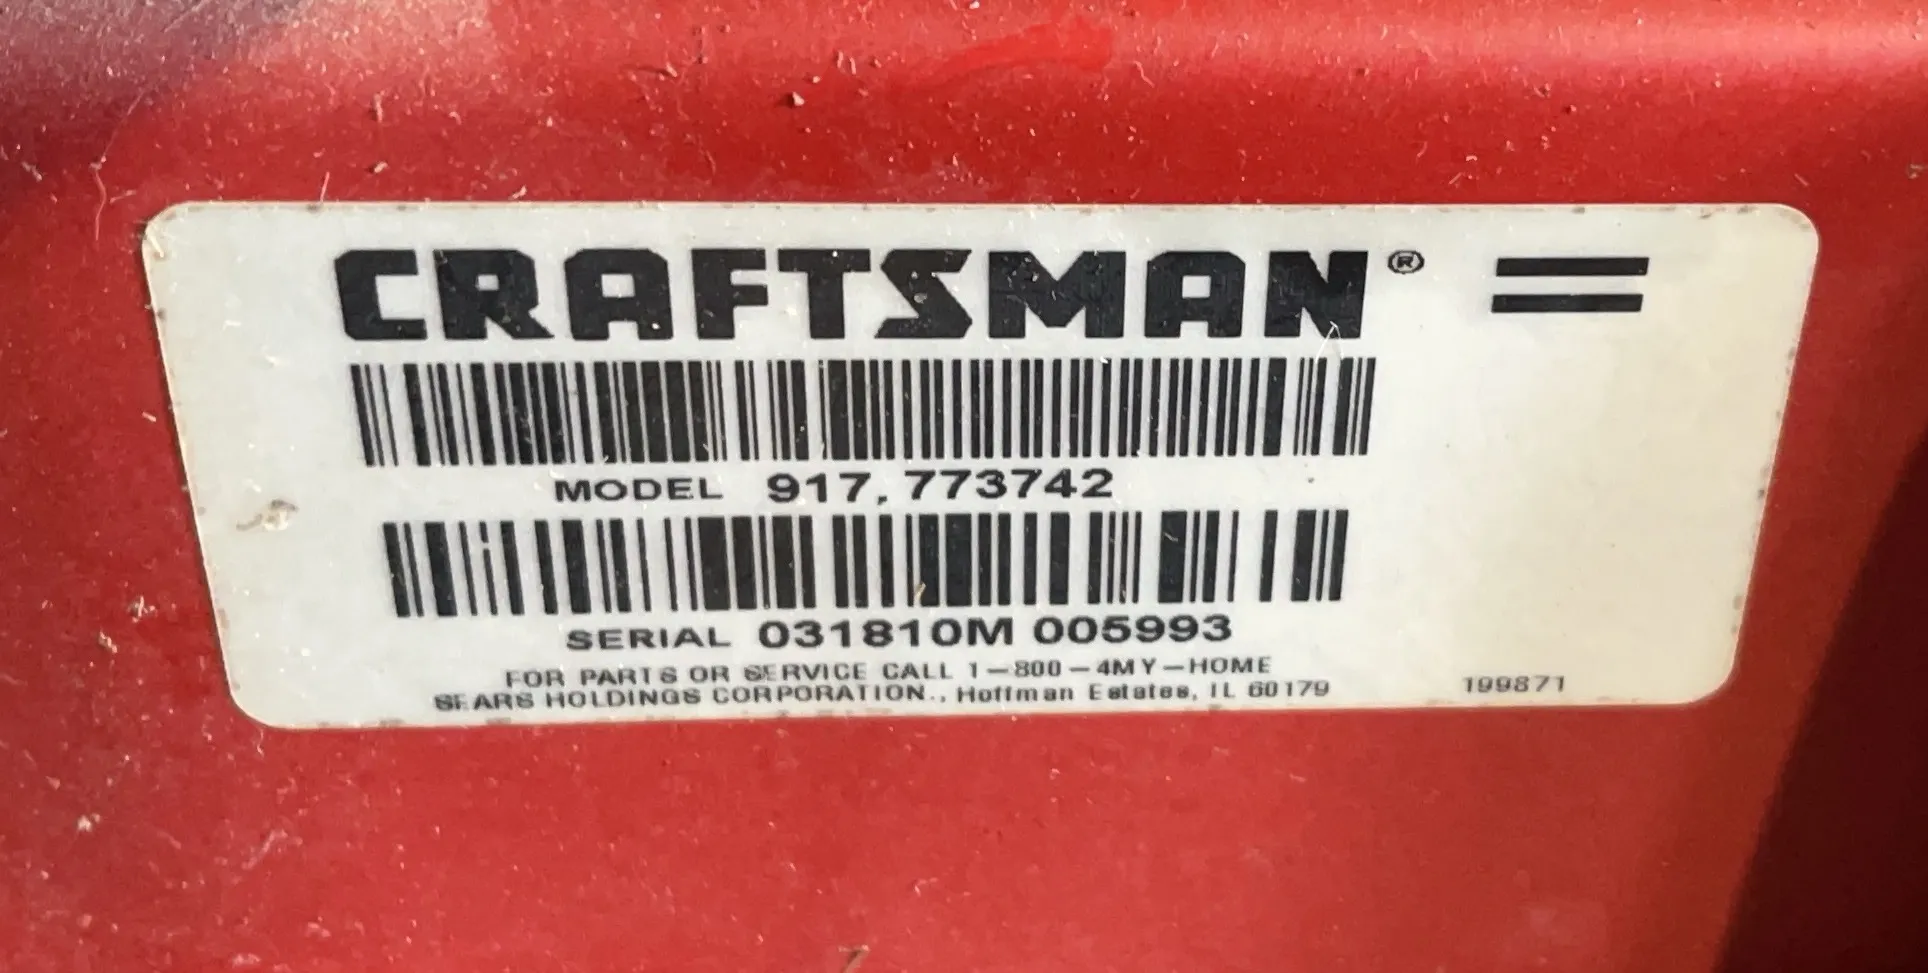 CRAFTSMAN®
MODEL 917.773742
SERIAL 031810M 005993
FOR PARTS OR SERVICE CALL 1-800-4MY-HOME
SEARS HOLDINGS CORPORATION., Hoffman Estates, IL 60179
199871